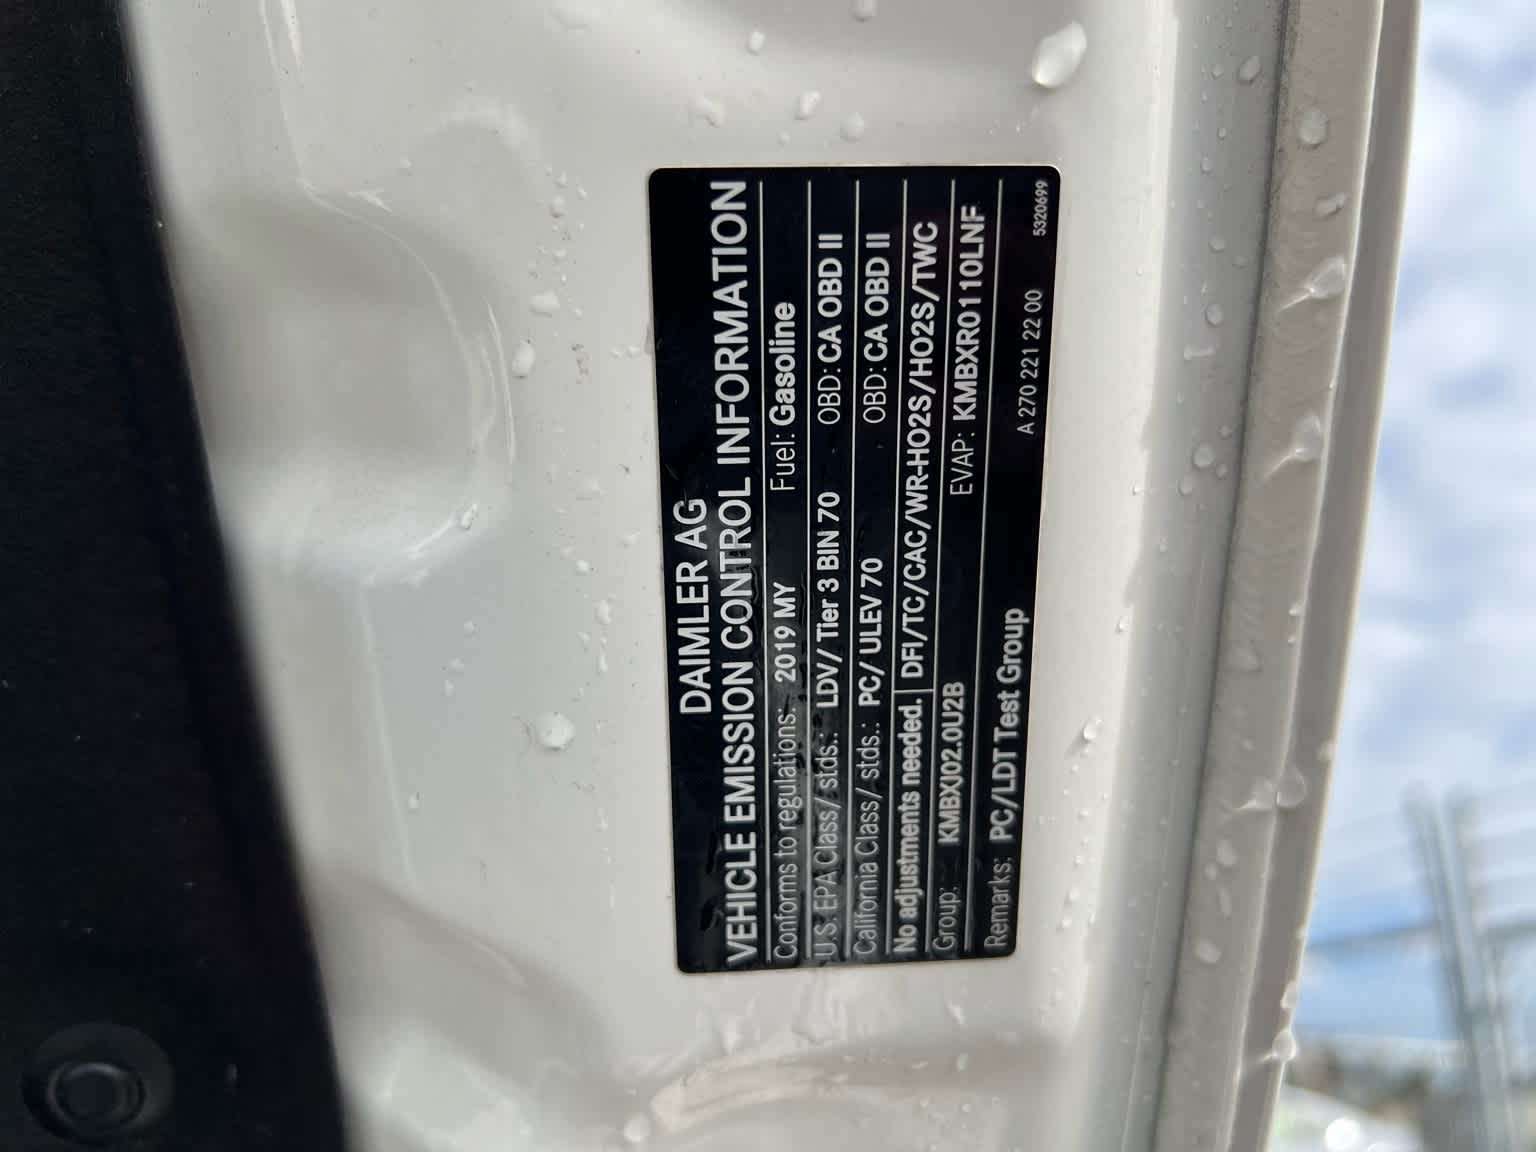 DAIMLER AG
VEHICLE EMISSION CONTROL INFORMATION
Conforms to regulations: 2019 MY Fuel: Gasoline
U.S. EPA Class/ stds.: LDV/ Tier 3 BIN 70 OBD: CA OBD II
California Class/ stds.: PC/ ULEV 70 OBD: CA OBD II
No adjustments needed. DFI/TC/CAC/WR-HO2S/HO2S/TWC
Group: KMBXJ02.0U2B EVAP: KMBXR0110LNF
Remarks: PC/LDT Test Group
A 270 221 22 00 5320699